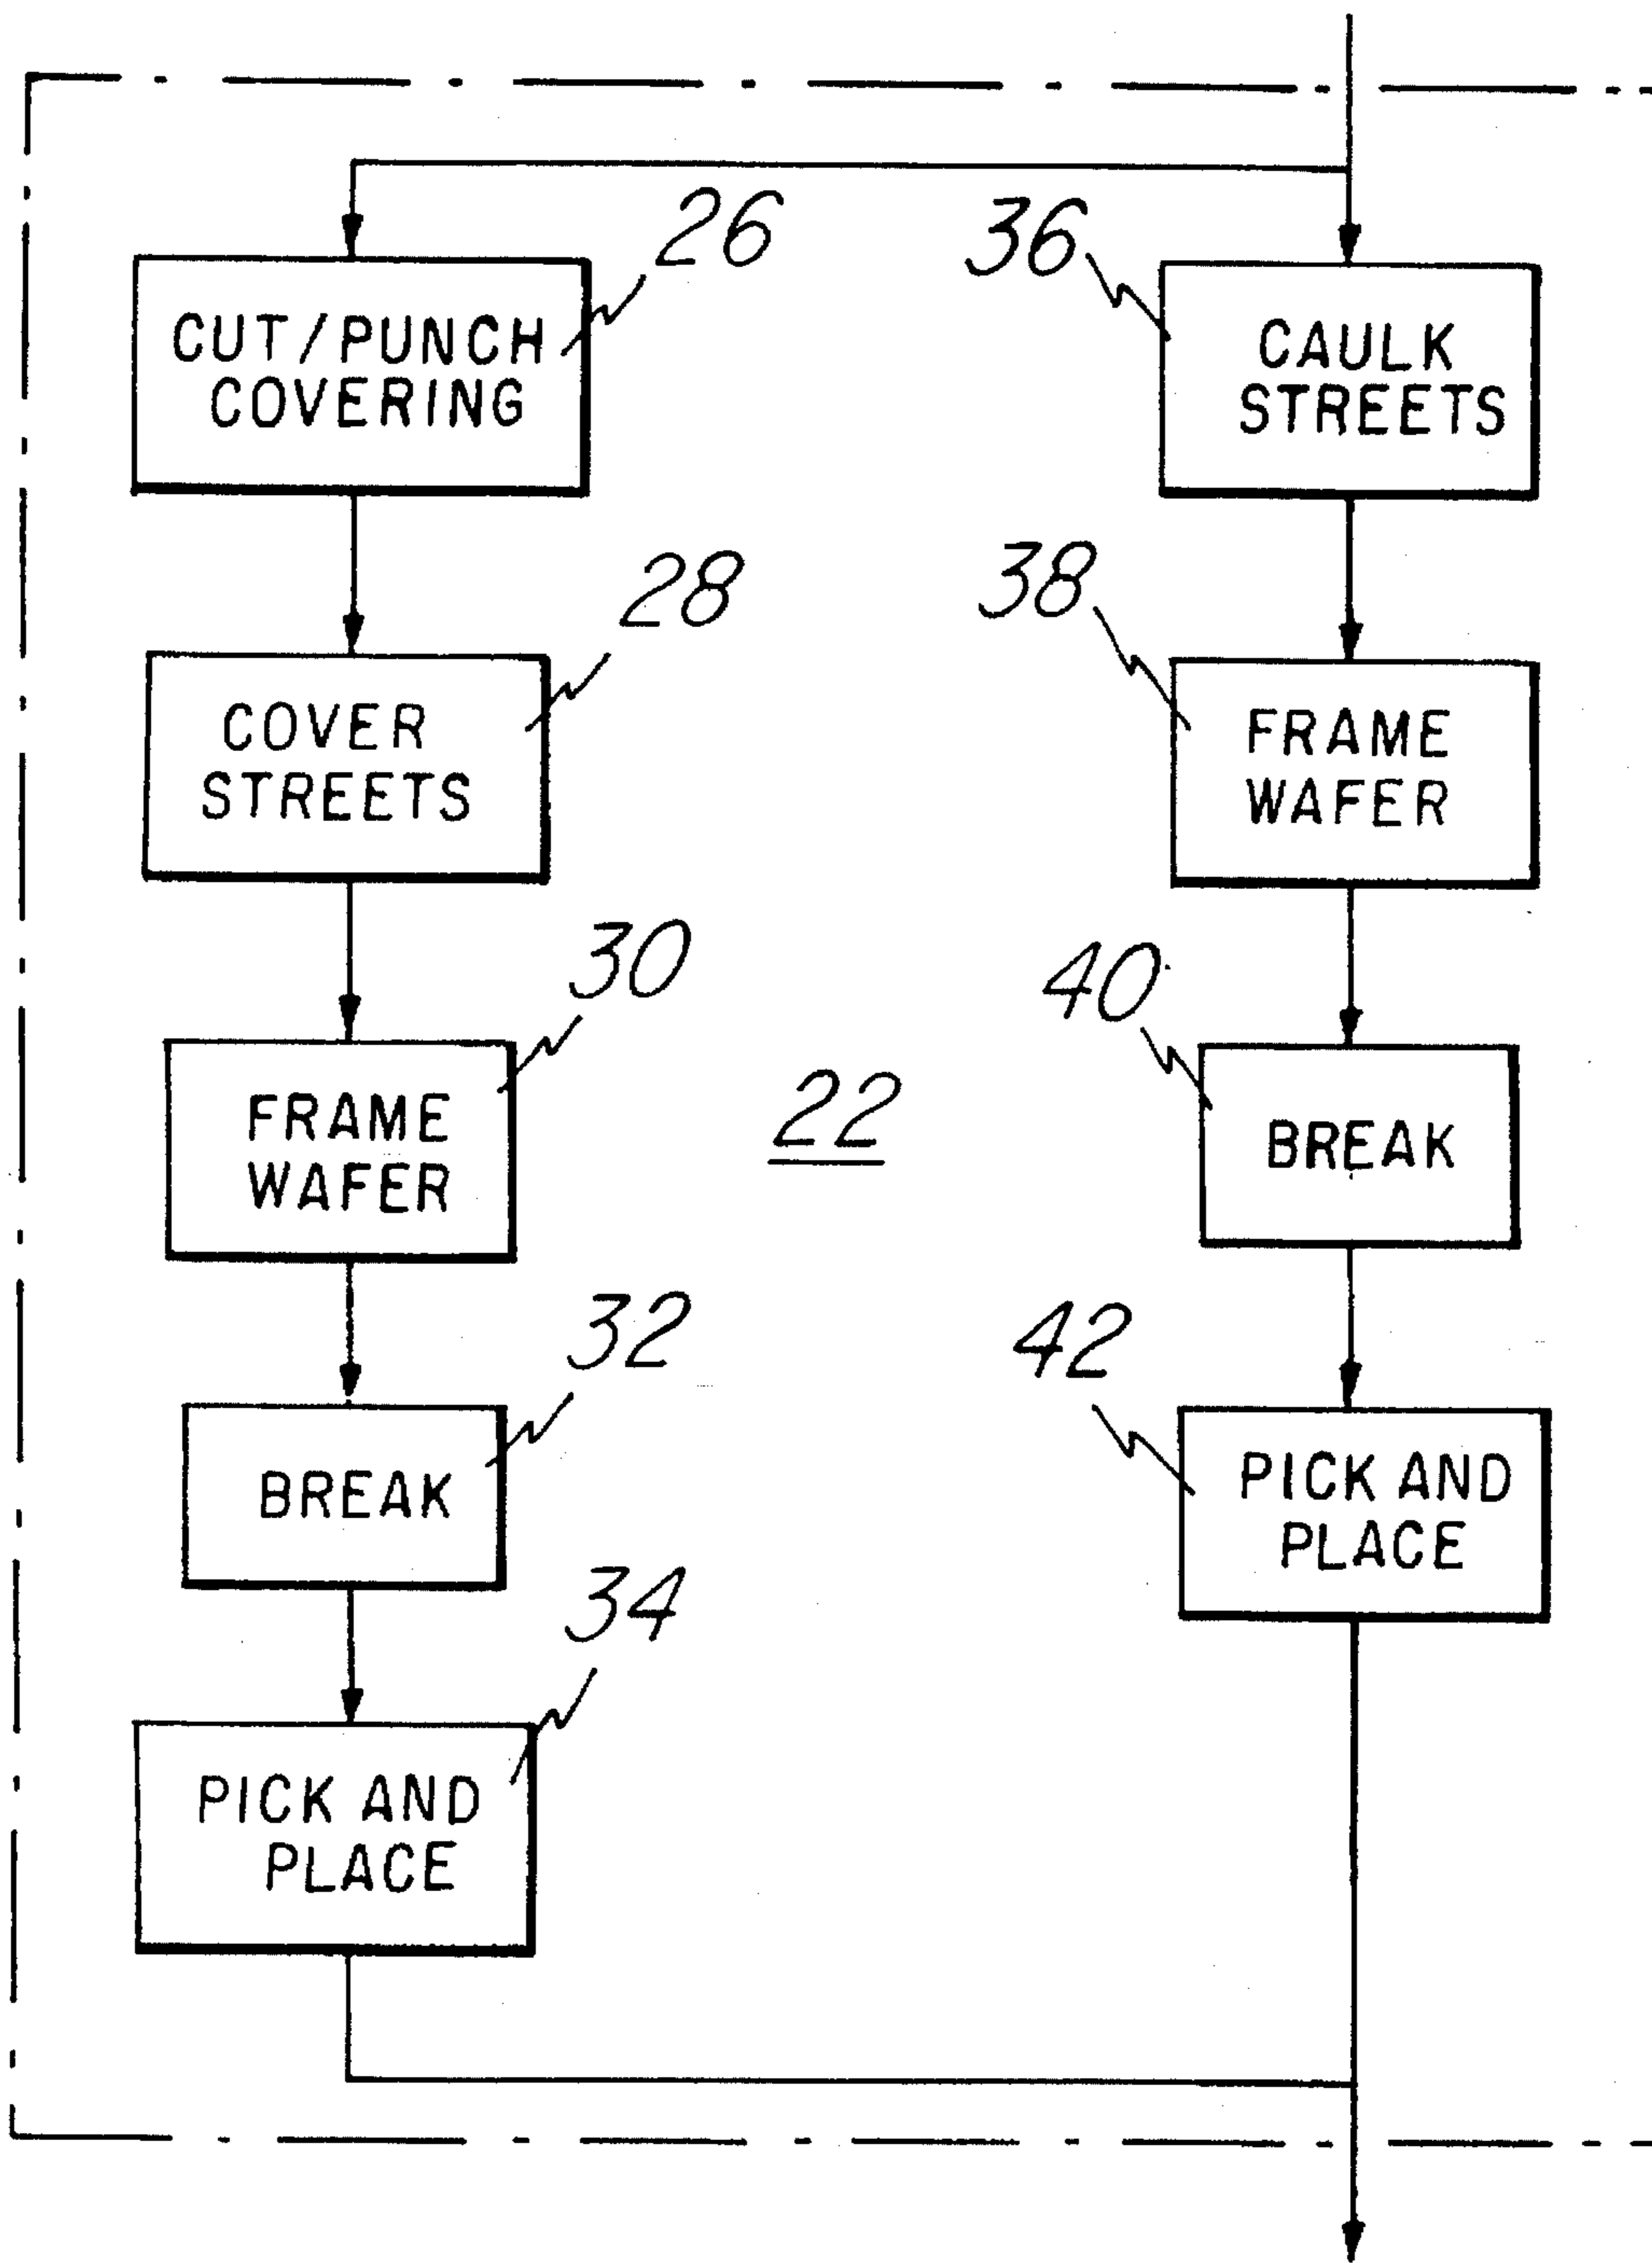 26
CUT/PUNCH
COVERING
28
COVER
STREETS
30
FRAME
WAFER
32
BREAK
34
PICK AND
PLACE
22
36
CAULK
STREETS
38
FRAME
WAFER
40
BREAK
42
PICK AND
PLACE